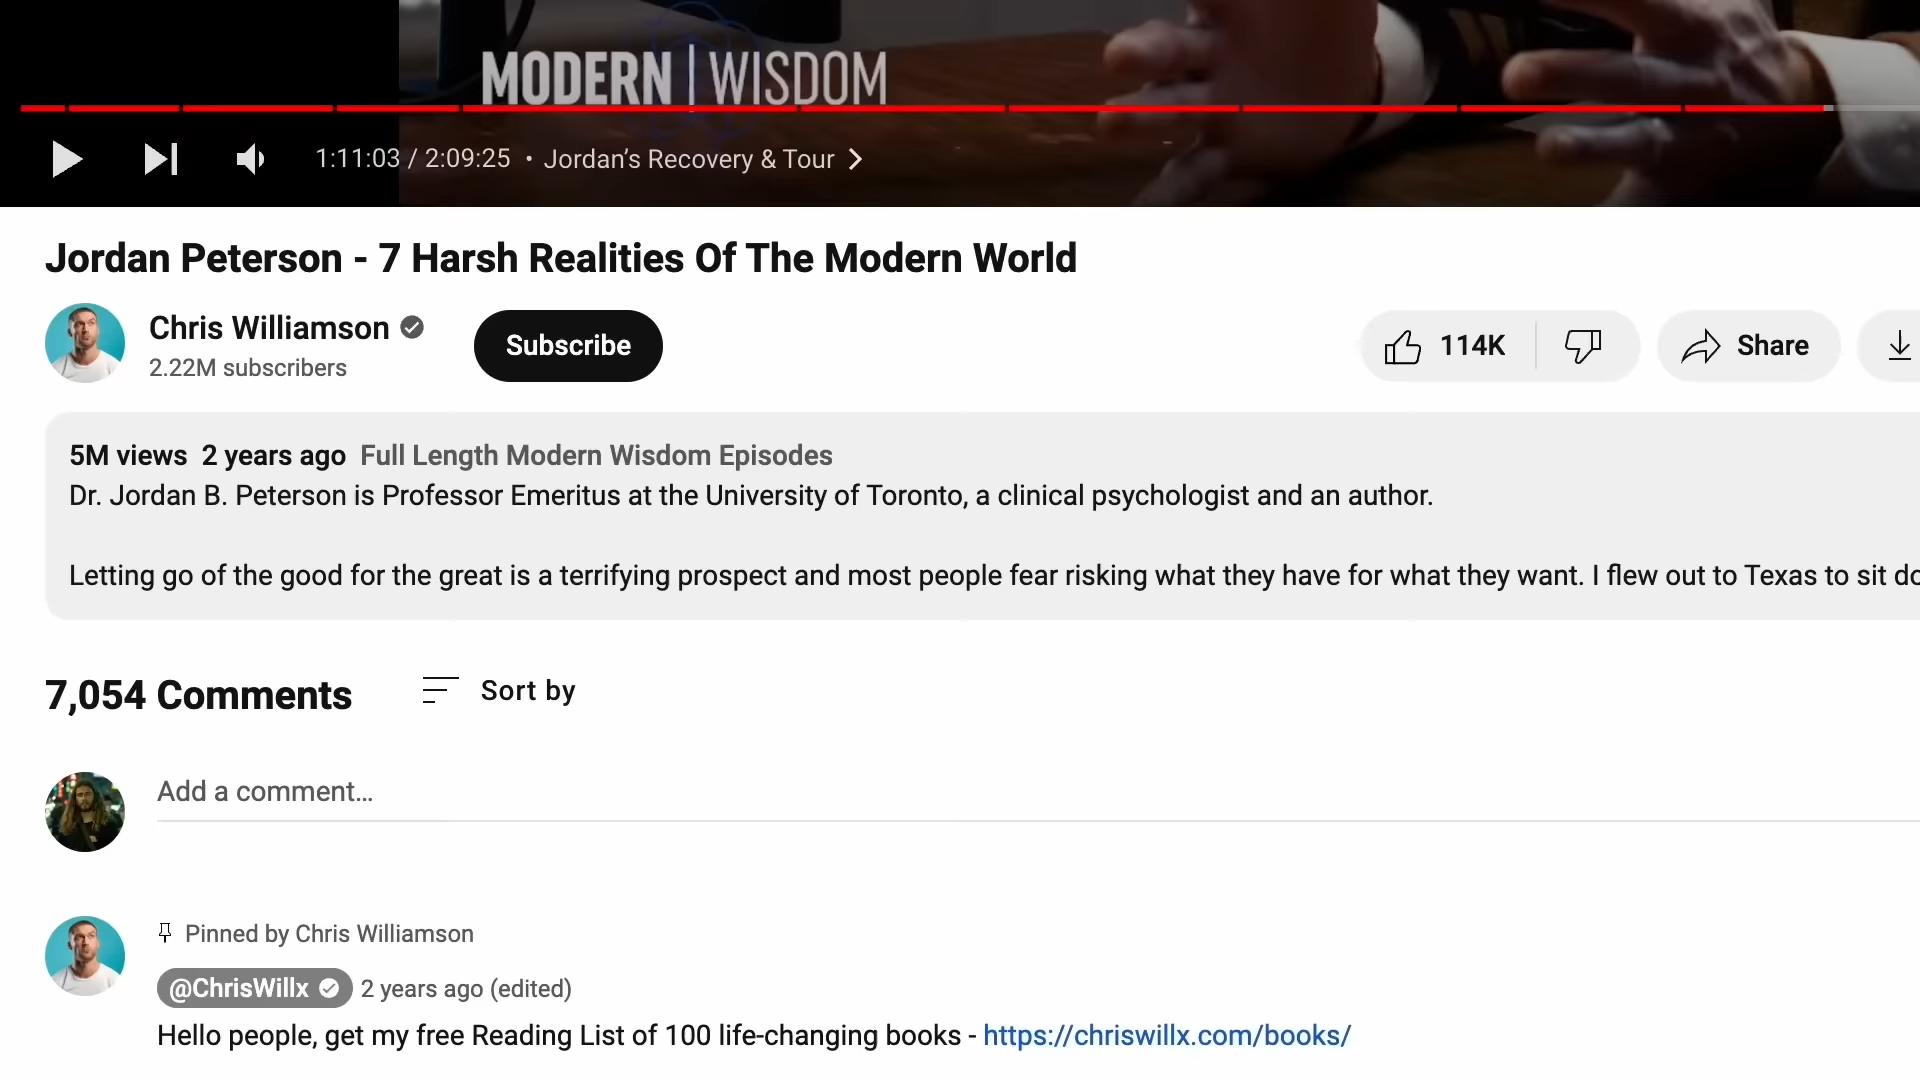 MODERN | WISDOM
1:11:03 / 2:09:25 • Jordan’s Recovery & Tour
Jordan Peterson - 7 Harsh Realities Of The Modern World
Chris Williamson
2.22M subscribers
Subscribe
114K
Share
5M views 2 years ago Full Length Modern Wisdom Episodes
Dr. Jordan B. Peterson is Professor Emeritus at the University of Toronto, a clinical psychologist and an author.
Letting go of the good for the great is a terrifying prospect and most people fear risking what they have for what they want. I flew out to Texas to sit do
7,054 Comments
Sort by
Add a comment…
Pinned by Chris Williamson
@ChrisWillx 2 years ago (edited)
Hello people, get my free Reading List of 100 life-changing books - https://chriswillx.com/books/